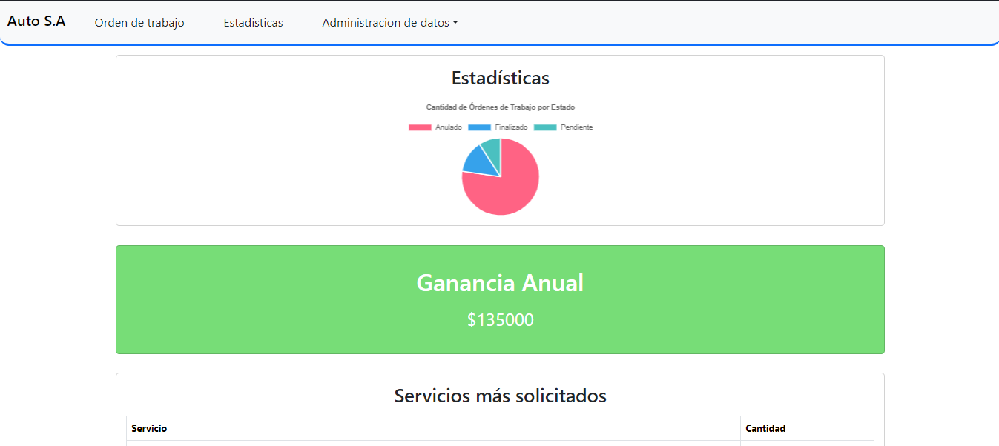 Auto S.A Orden de trabajo Estadisticas Administracion de datos
Estadísticas
Cantidad de Órdenes de Trabajo por Estado
Anulado Finalizado Pendiente
Ganancia Anual
$135000
Servicios más solicitados
Servicio Cantidad